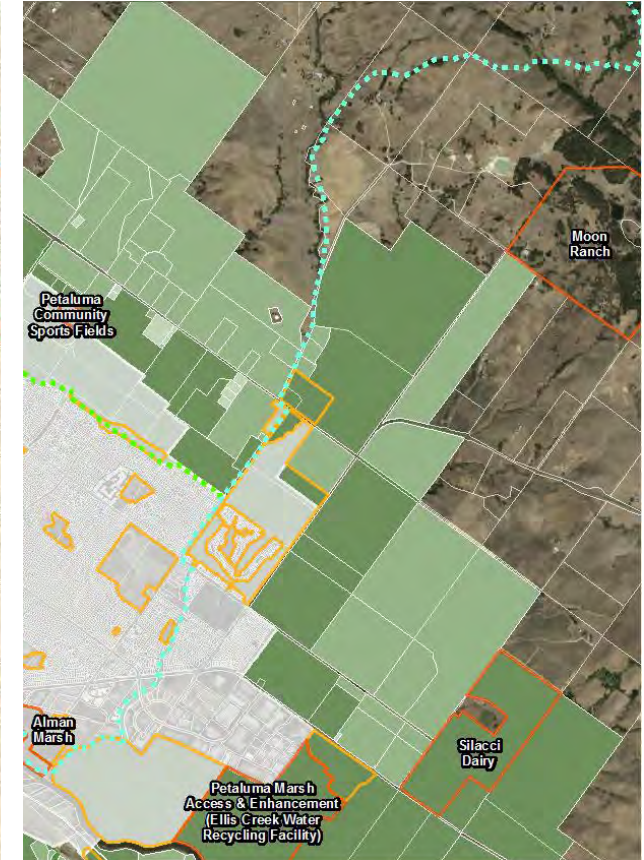 Moon
Ranch
Petaluma
Community
Sports Fields
Alman
Marsh
Silacci
Dairy
Petaluma Marsh
Access & Enhancement
(Ellis Creek Water
Recycling Facility)